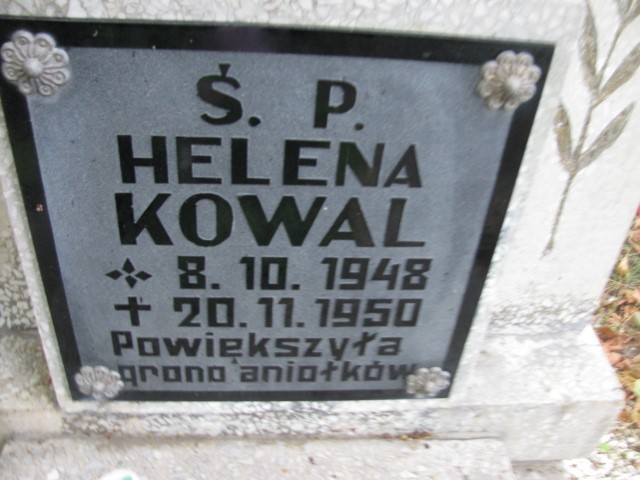 Ś. P.
HELENA
KOWAL
8. 10. 1948
20. 11. 1950
Powiększyła
grono aniołków